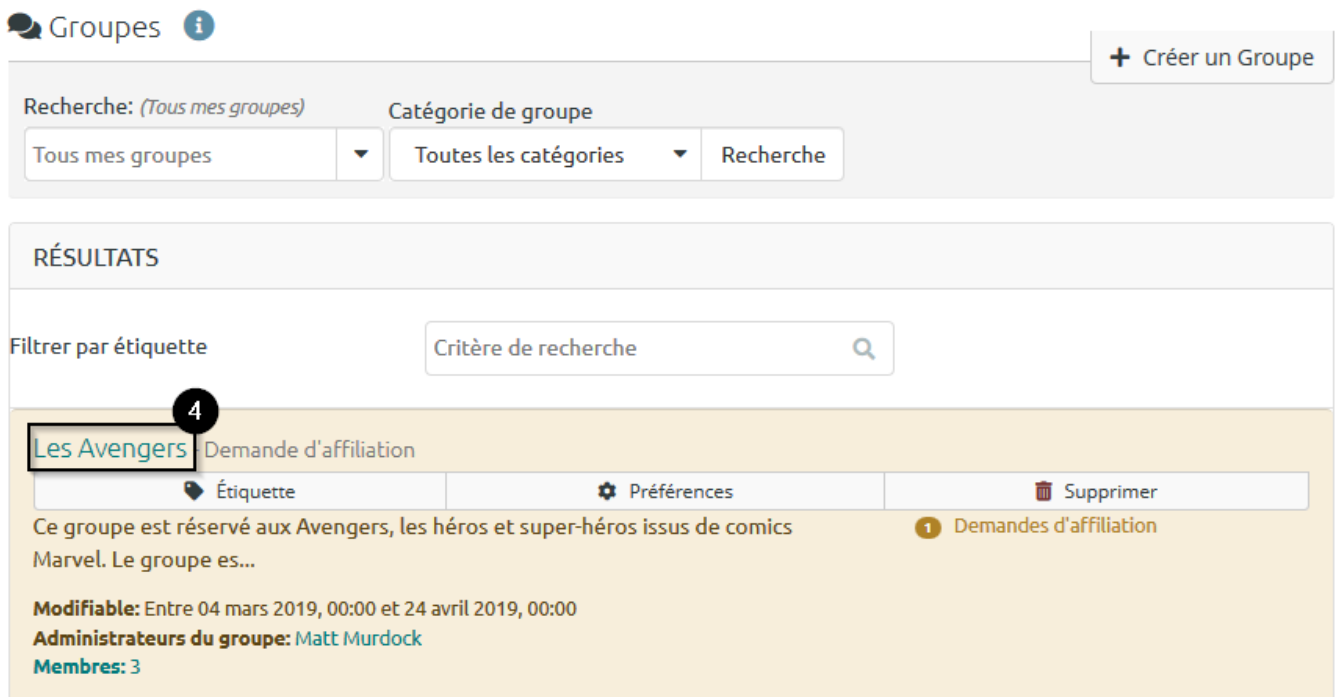 Groupes
+ Créer un Groupe
Recherche: (Tous mes groupes)
Catégorie de groupe
Tous mes groupes
Toutes les catégories
Recherche
RÉSULTATS
Filtrer par étiquette
Critère de recherche
4
Les Avengers - Demande d'affiliation
Étiquette
Préférences
Supprimer
Ce groupe est réservé aux Avengers, les héros et super-héros issus de comics
Marvel. Le groupe es...
1 Demandes d'affiliation
Modifiable: Entre 04 mars 2019, 00:00 et 24 avril 2019, 00:00
Administrateurs du groupe: Matt Murdock
Membres: 3